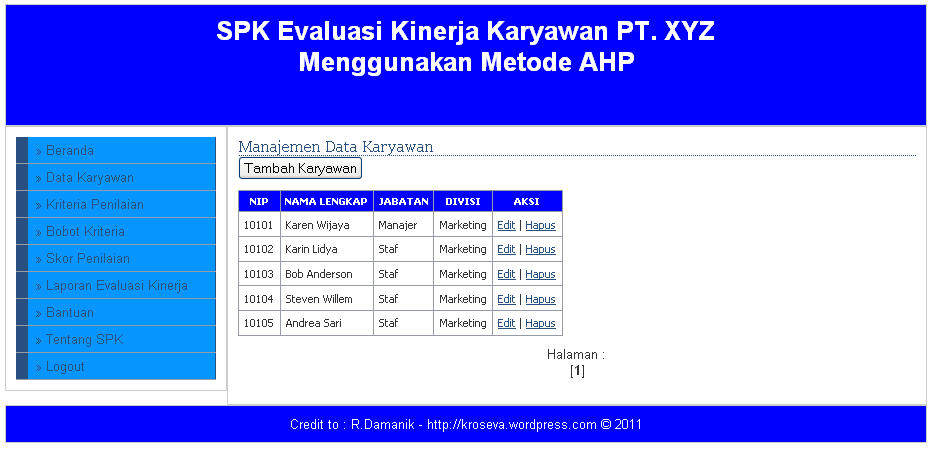 SPK Evaluasi Kinerja Karyawan PT. XYZ
Menggunakan Metode AHP
» Beranda
» Data Karyawan
» Kriteria Penilaian
» Bobot Kriteria
» Skor Penilaian
» Laporan Evaluasi Kinerja
» Bantuan
» Tentang SPK
» Logout
Manajemen Data Karyawan
Tambah Karyawan
NIP NAMA LENGKAP JABATAN DIVISI AKSI
10101 Karen Wijaya Manajer Marketing Edit | Hapus
10102 Karin Lidya Staf Marketing Edit | Hapus
10103 Bob Anderson Staf Marketing Edit | Hapus
10104 Steven Willem Staf Marketing Edit | Hapus
10105 Andrea Sari Staf Marketing Edit | Hapus
Halaman :
[1]
Credit to : R.Damanik - http://kroseva.wordpress.com © 2011